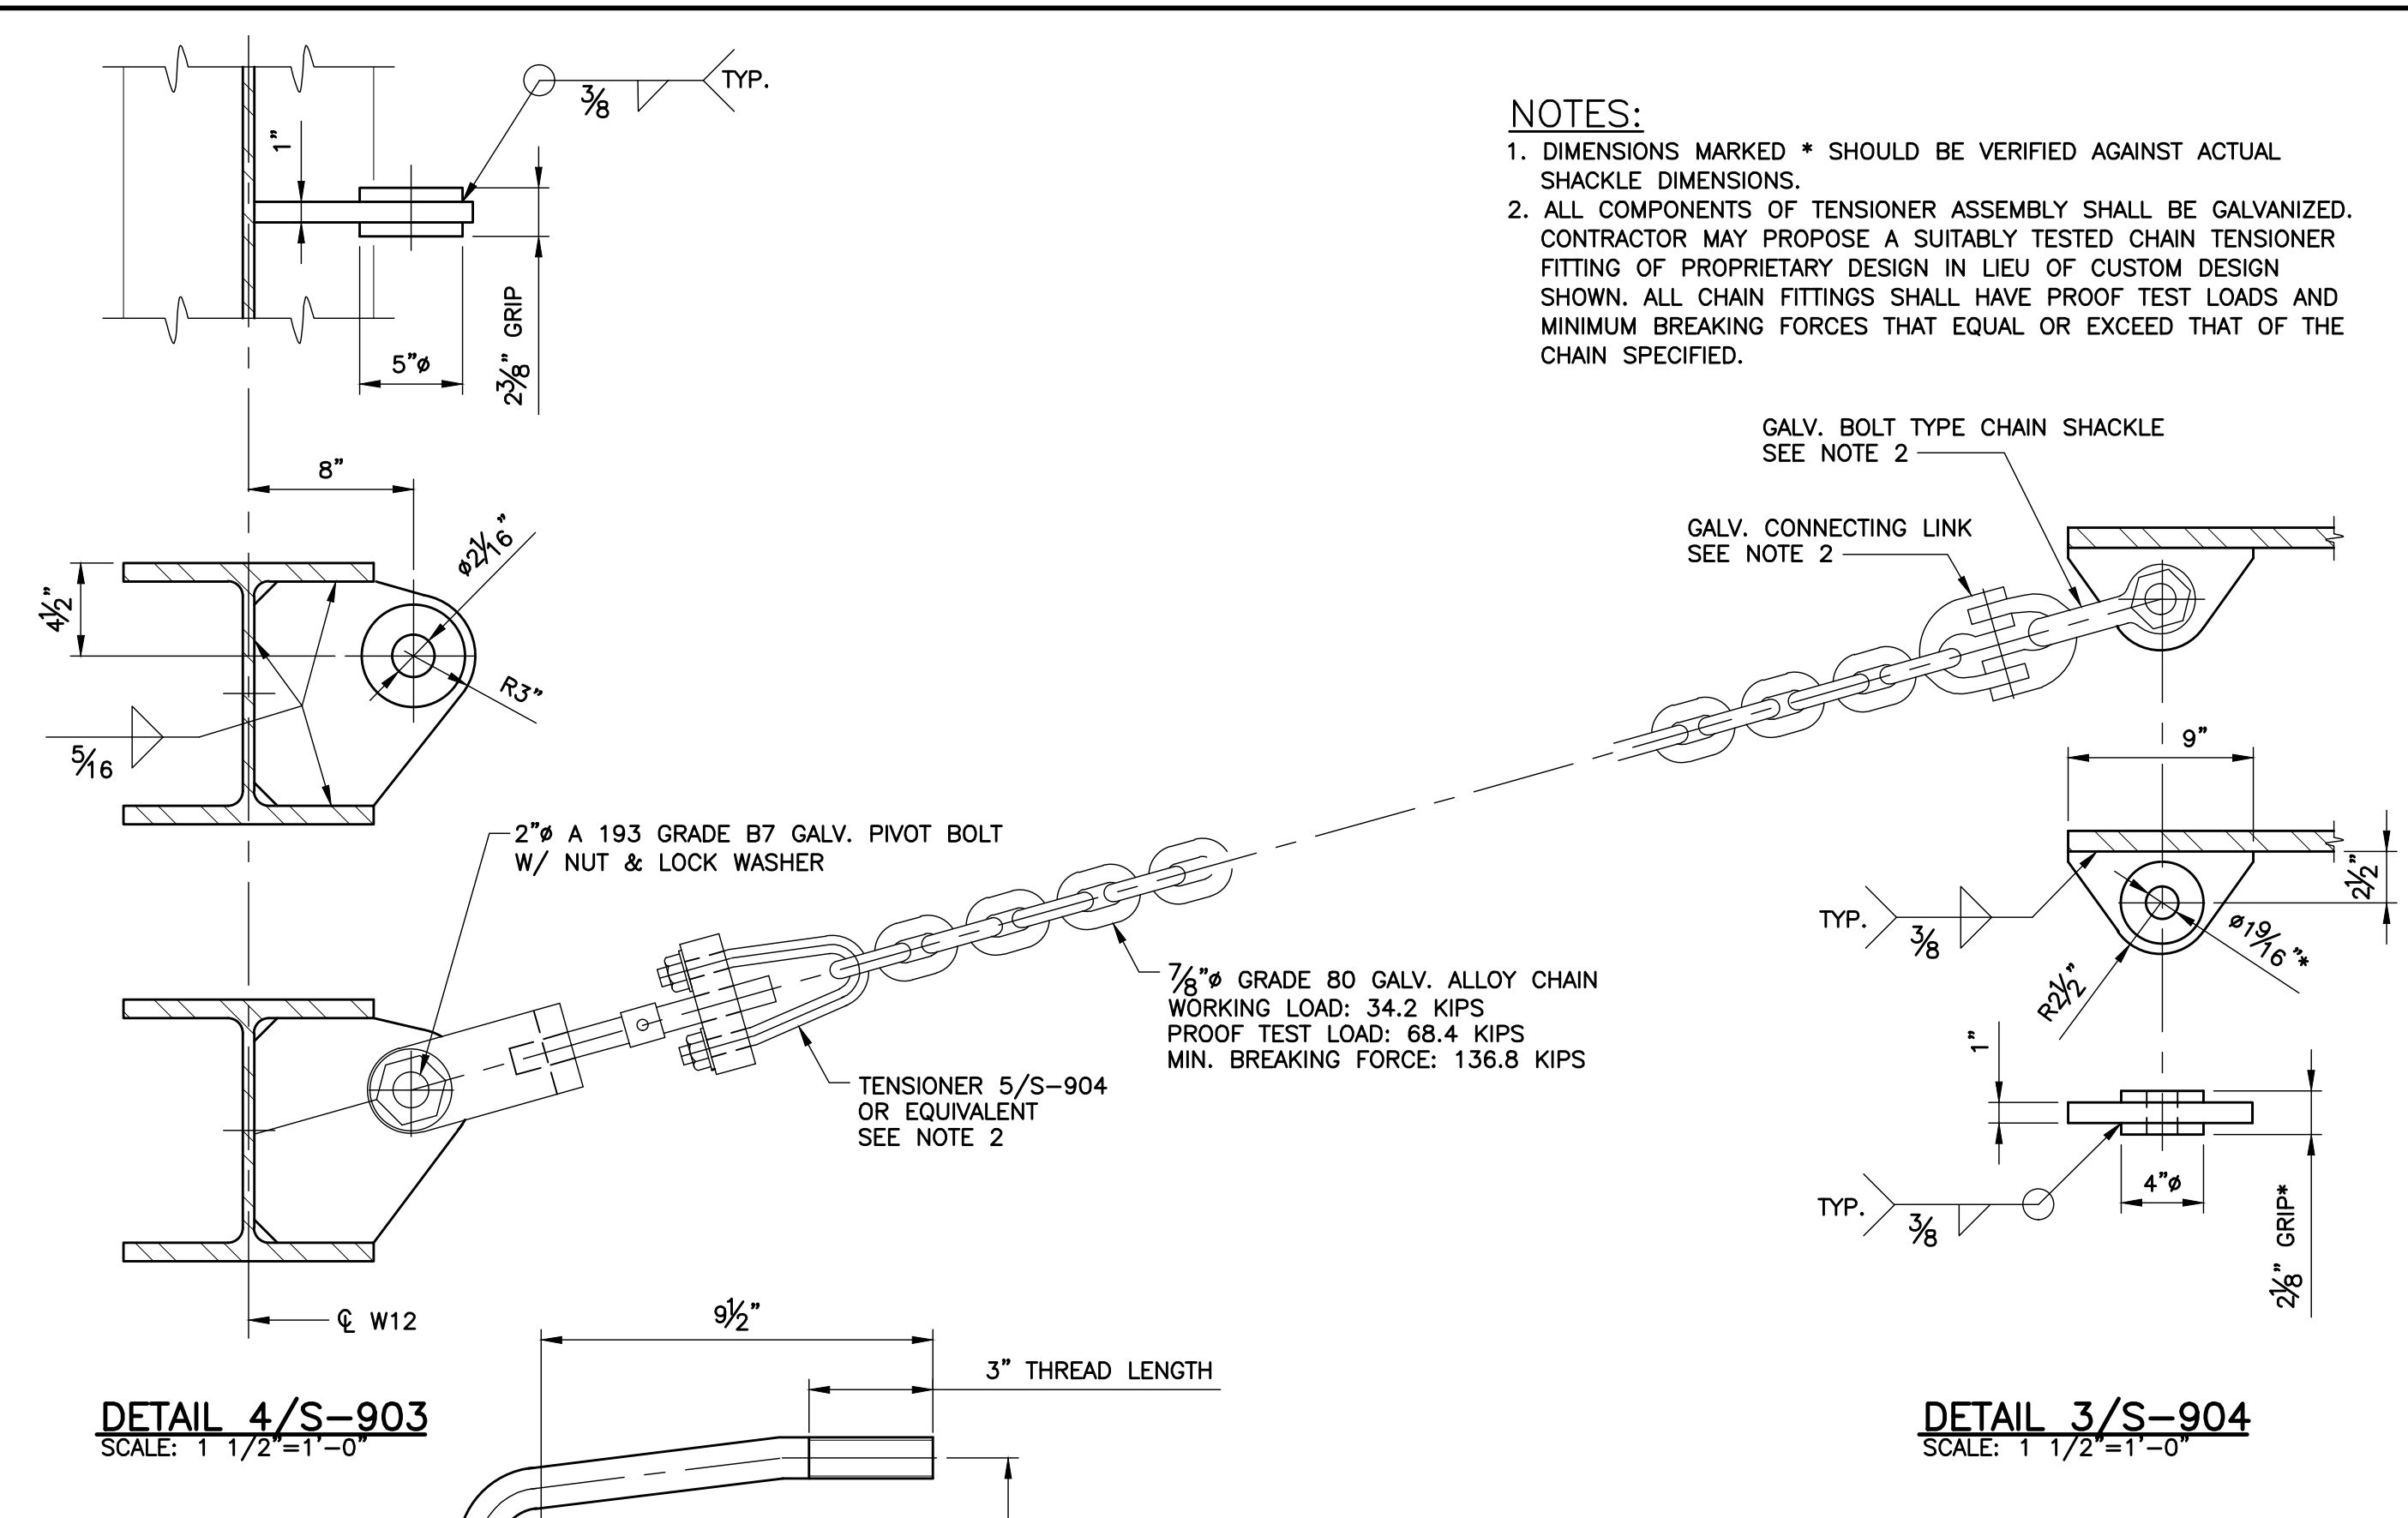 3/8
TYP.
1"
5"ø
2 3/8" GRIP
NOTES:
1. DIMENSIONS MARKED * SHOULD BE VERIFIED AGAINST ACTUAL
SHACKLE DIMENSIONS.
2. ALL COMPONENTS OF TENSIONER ASSEMBLY SHALL BE GALVANIZED.
CONTRACTOR MAY PROPOSE A SUITABLY TESTED CHAIN TENSIONER
FITTING OF PROPRIETARY DESIGN IN LIEU OF CUSTOM DESIGN
SHOWN. ALL CHAIN FITTINGS SHALL HAVE PROOF TEST LOADS AND
MINIMUM BREAKING FORCES THAT EQUAL OR EXCEED THAT OF THE
CHAIN SPECIFIED.
GALV. BOLT TYPE CHAIN SHACKLE
SEE NOTE 2
GALV. CONNECTING LINK
SEE NOTE 2
8"
ø2 1/16"
4 1/2"
R3"
5/16
2"ø A 193 GRADE B7 GALV. PIVOT BOLT
W/ NUT & LOCK WASHER
7/8"ø GRADE 80 GALV. ALLOY CHAIN
WORKING LOAD: 34.2 KIPS
PROOF TEST LOAD: 68.4 KIPS
MIN. BREAKING FORCE: 136.8 KIPS
TENSIONER 5/S-904
OR EQUIVALENT
SEE NOTE 2
9"
2 1/2"
TYP.
3/8
ø1 9/16"*
R2 1/2"
1"
4"ø
TYP.
3/8
2 1/8" GRIP*
℄ W12
9 1/2"
3" THREAD LENGTH
DETAIL 4/S-903
SCALE: 1 1/2"=1'-0"
DETAIL 3/S-904
SCALE: 1 1/2"=1'-0"